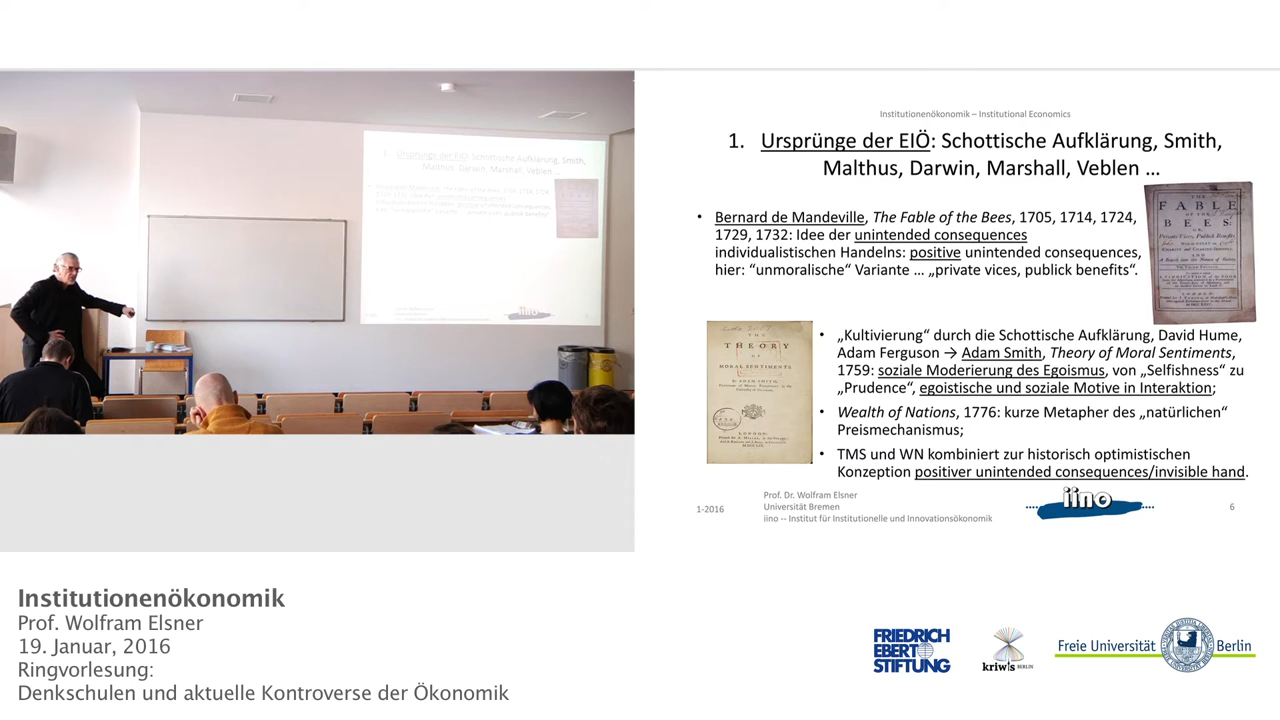 Institutionenökonomik – Institutional Economics
1. Ursprünge der EIÖ: Schottische Aufklärung, Smith,
Malthus, Darwin, Marshall, Veblen …
• Bernard de Mandeville, The Fable of the Bees, 1705, 1714, 1724,
1729, 1732: Idee der unintended consequences
individualistischen Handelns: positive unintended consequences,
hier: “unmoralische“ Variante … „private vices, publick benefits“.
FABLE
OF THE
BEES:
THE
THEORY
OF
MORAL SENTIMENTS
• „Kultivierung“ durch die Schottische Aufklärung, David Hume,
Adam Ferguson → Adam Smith, Theory of Moral Sentiments,
1759: soziale Moderierung des Egoismus, von „Selfishness“ zu
„Prudence“, egoistische und soziale Motive in Interaktion;
• Wealth of Nations, 1776: kurze Metapher des „natürlichen“
Preismechanismus;
• TMS und WN kombiniert zur historisch optimistischen
Konzeption positiver unintended consequences/invisible hand.
1-2016
Prof. Dr. Wolfram Elsner
Universität Bremen
iino -- Institut für Institutionelle und Innovationsökonomik
iino
6
Institutionenökonomik
Prof. Wolfram Elsner
19. Januar, 2016
Ringvorlesung:
Denkschulen und aktuelle Kontroverse der Ökonomik
FRIEDRICH
EBERT
STIFTUNG
kriwis BERLIN
Freie Universität Berlin